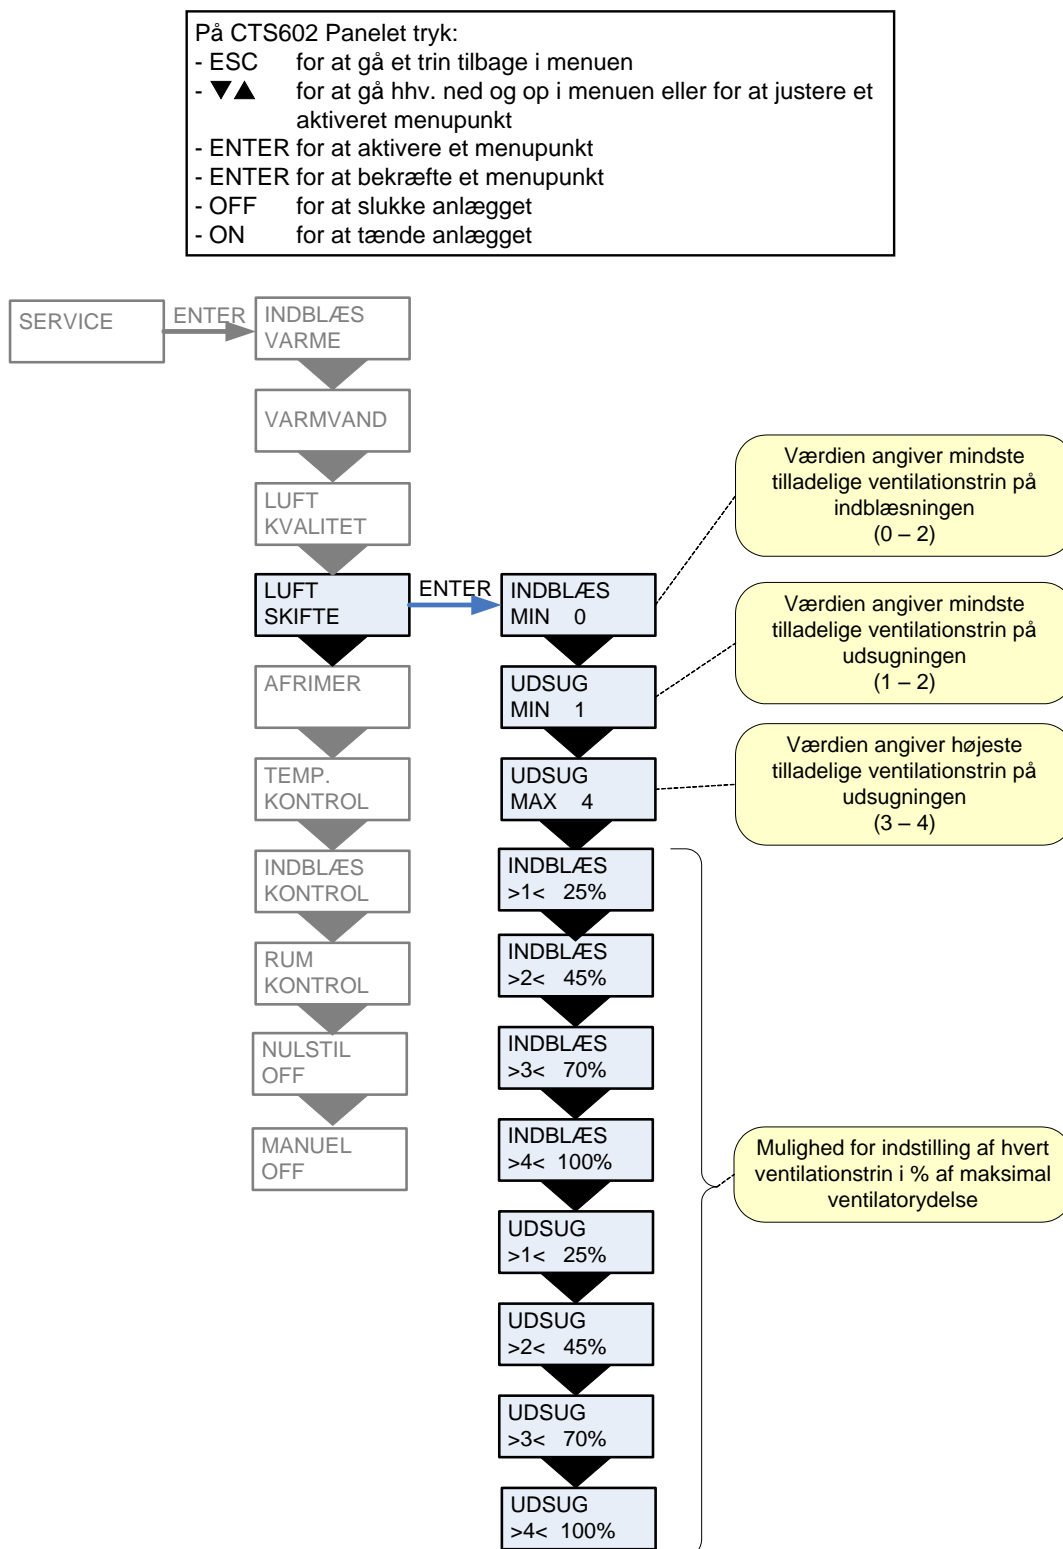 På CTS602 Panelet tryk:
- ESC for at gå et trin tilbage i menuen
- ▼▲ for at gå hhv. ned og op i menuen eller for at justere et
aktiveret menupunkt
- ENTER for at aktivere et menupunkt
- ENTER for at bekræfte et menupunkt
- OFF for at slukke anlægget
- ON for at tænde anlægget
SERVICE
ENTER
INDBLÆS
VARME
VARMVAND
LUFT
KVALITET
LUFT
SKIFTE
ENTER
AFRIMER
TEMP.
KONTROL
INDBLÆS
KONTROL
RUM
KONTROL
NULSTIL
OFF
MANUEL
OFF
INDBLÆS
MIN 0
UDSUG
MIN 1
UDSUG
MAX 4
INDBLÆS
>1< 25%
INDBLÆS
>2< 45%
INDBLÆS
>3< 70%
INDBLÆS
>4< 100%
UDSUG
>1< 25%
UDSUG
>2< 45%
UDSUG
>3< 70%
UDSUG
>4< 100%
Værdien angiver mindste
tilladelige ventilationstrin på
indblæsningen
(0 – 2)
Værdien angiver mindste
tilladelige ventilationstrin på
udsugningen
(1 – 2)
Værdien angiver højeste
tilladelige ventilationstrin på
udsugningen
(3 – 4)
Mulighed for indstilling af hvert
ventilationstrin i % af maksimal
ventilatorydelse